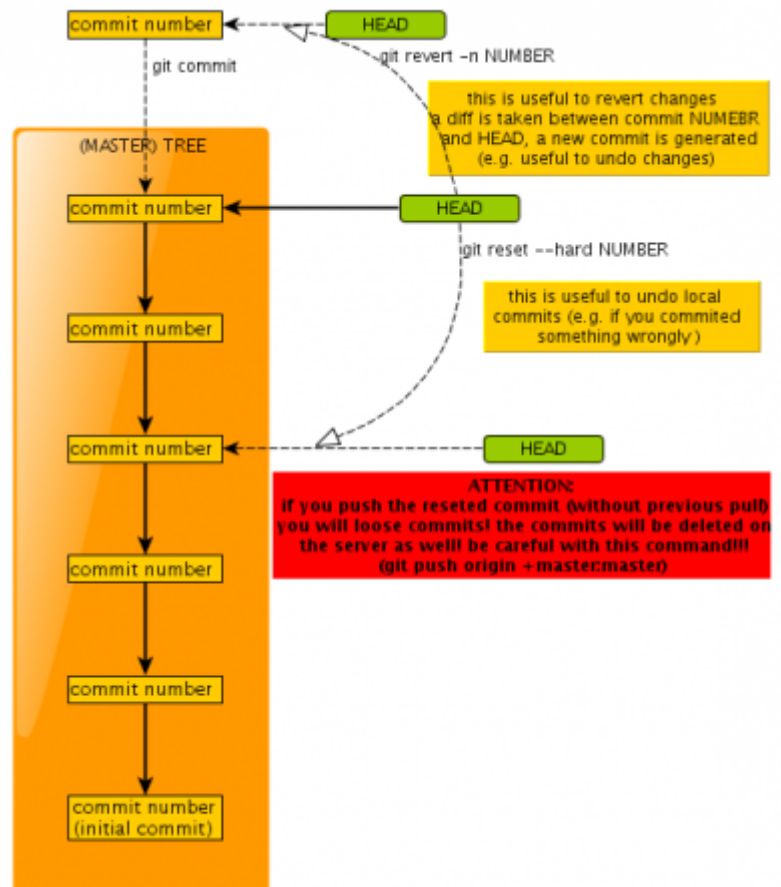 commit number
HEAD
git revert -n NUMBER
git commit
this is useful to revert changes
a diff is taken between commit NUMEBR
and HEAD, a new commit is generated
(e.g. useful to undo changes)
(MASTER) TREE
commit number
HEAD
git reset --hard NUMBER
this is useful to undo local
commits (e.g. if you commited
something wrongly)
commit number
commit number
HEAD
ATTENTION:
if you push the reseted commit (without previous pull)
you will loose commits! the commits will be deleted on
the server as well! be careful with this command!!!
(git push origin +master:master)
commit number
commit number
commit number
(initial commit)